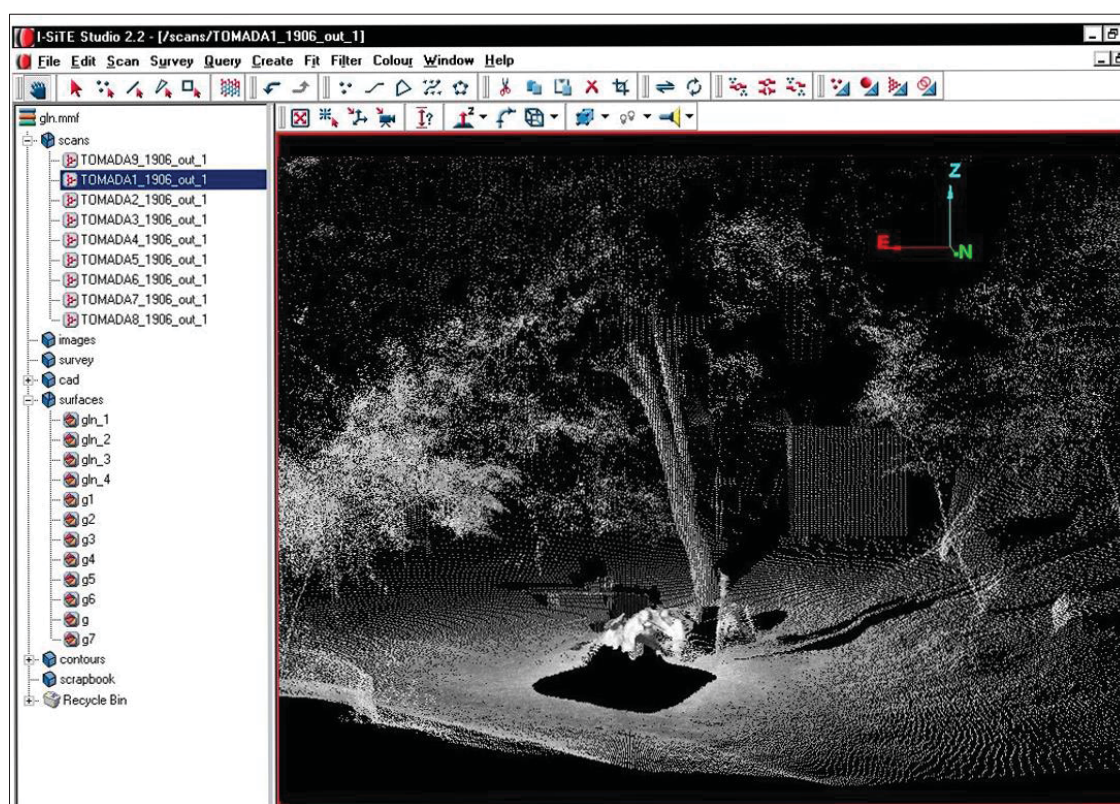 I-SiTE Studio 2.2 - [/scans/TOMADA1_1906_out_1]
File Edit Scan Survey Query Create Fit Filter Colour Window Help
gln.mmf
scans
TOMADA9_1906_out_1
TOMADA1_1906_out_1
TOMADA2_1906_out_1
TOMADA3_1906_out_1
TOMADA4_1906_out_1
TOMADA5_1906_out_1
TOMADA6_1906_out_1
TOMADA7_1906_out_1
TOMADA8_1906_out_1
images
survey
cad
surfaces
gln_1
gln_2
gln_3
gln_4
g1
g2
g3
g4
g5
g6
g
g7
contours
scrapbook
Recycle Bin
Z
E
N